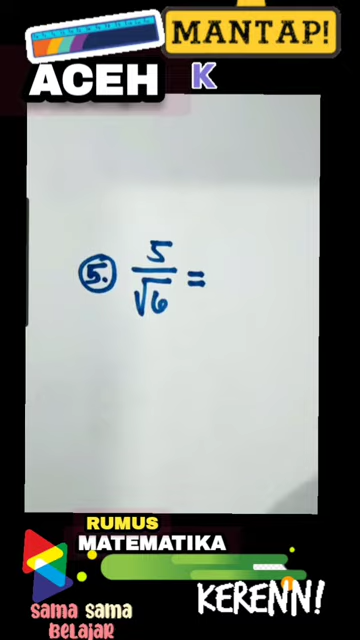 MANTAP!
ACEH K
5. 5/√6 =
RUMUS
MATEMATIKA
KERENN!
sama sama
belajar